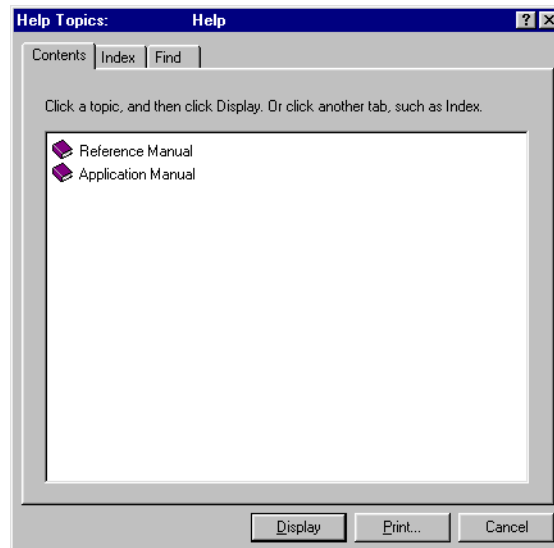 Help Topics: Help ? X
Contents Index Find
Click a topic, and then click Display. Or click another tab, such as Index.
Reference Manual
Application Manual
Display Print... Cancel